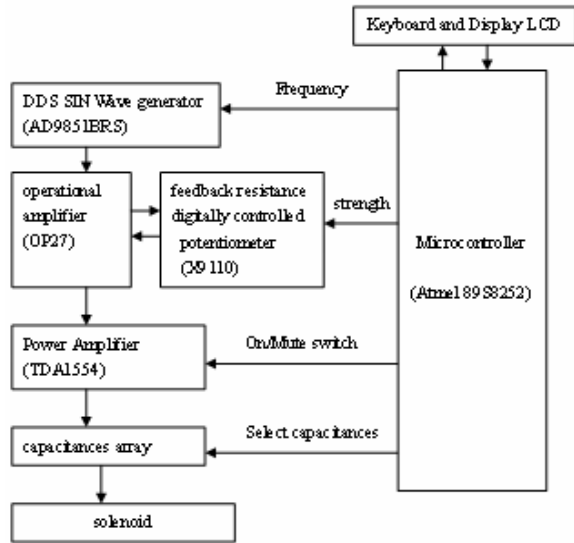 Keyboard and Display LCD
Frequency
DDS SIN Wave generator
(AD9851BRS)
operational
amplifier
(OP27)
feedback resistance
digitally controlled
potentiometer
(X9110)
strength
Microcontroller
(Atmel 89S8252)
Power Amplifier
(TDA1554)
On/Mute switch
capacitances array
Select capacitances
solenoid